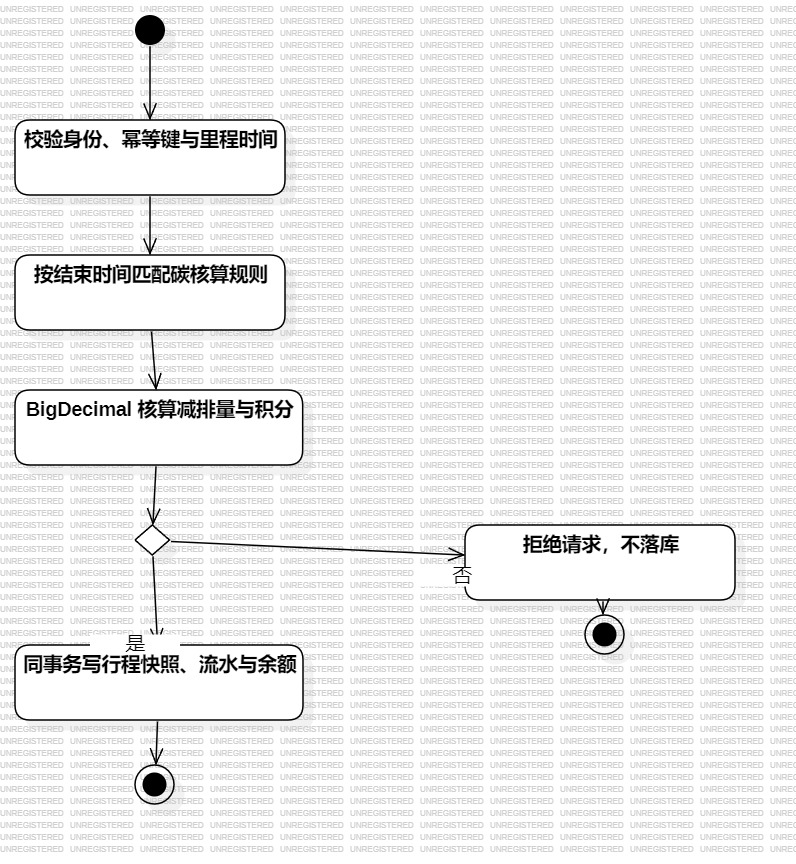 校验身份、幂等键与里程时间
按结束时间匹配碳核算规则
BigDecimal 核算减排量与积分
拒绝请求，不落库
否
是
同事务写行程快照、流水与余额
UNREGISTERED